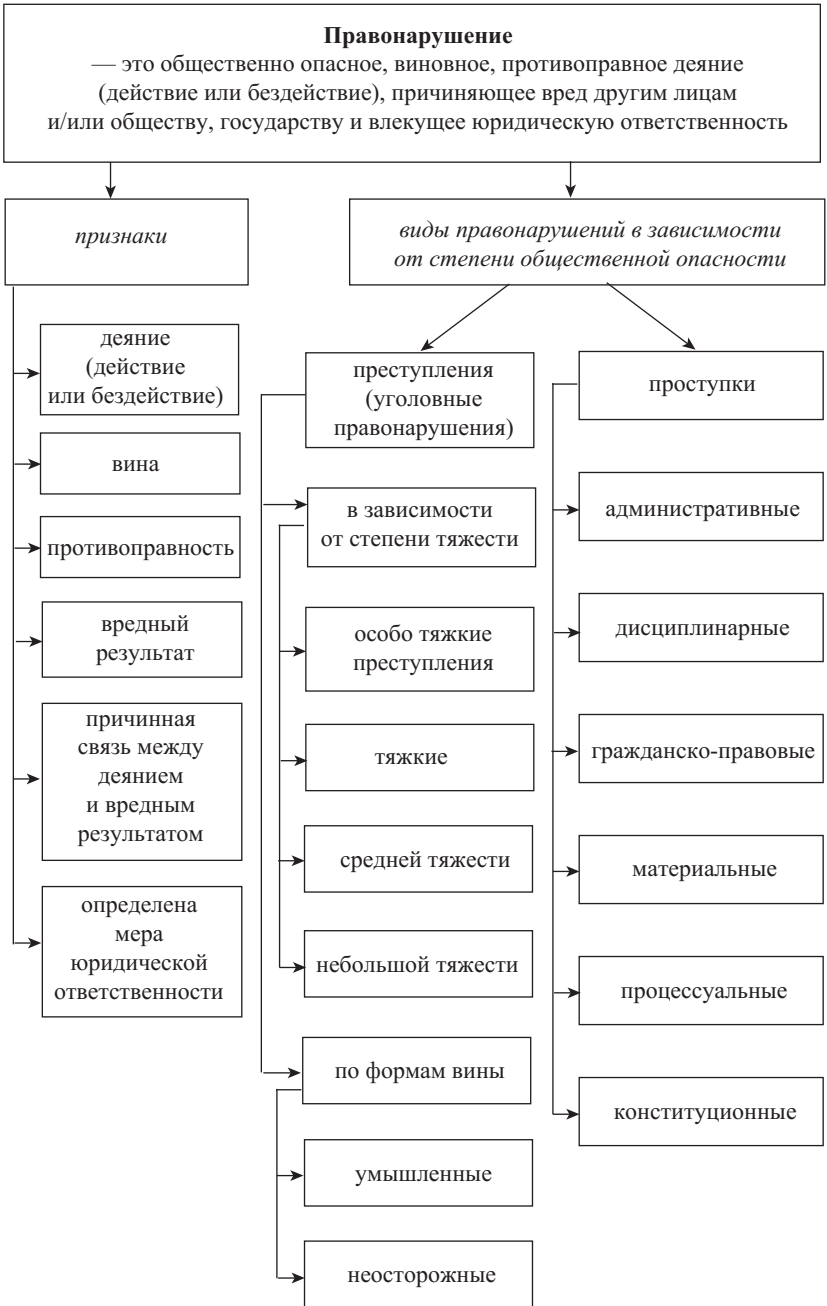 Правонарушение
— это общественно опасное, виновное, противоправное деяние
(действие или бездействие), причиняющее вред другим лицам
и/или обществу, государству и влекущее юридическую ответственность
признаки
деяние
(действие
или бездействие)
вина
противоправность
вредный
результат
причинная
связь между
деянием
и вредным
результатом
определена
мера
юридической
ответственности
виды правонарушений в зависимости
от степени общественной опасности
преступления
(уголовные
правонарушения)
в зависимости
от степени тяжести
особо тяжкие
преступления
тяжкие
средней тяжести
небольшой тяжести
по формам вины
умышленные
неосторожные
проступки
административные
дисциплинарные
гражданско-правовые
материальные
процессуальные
конституционные